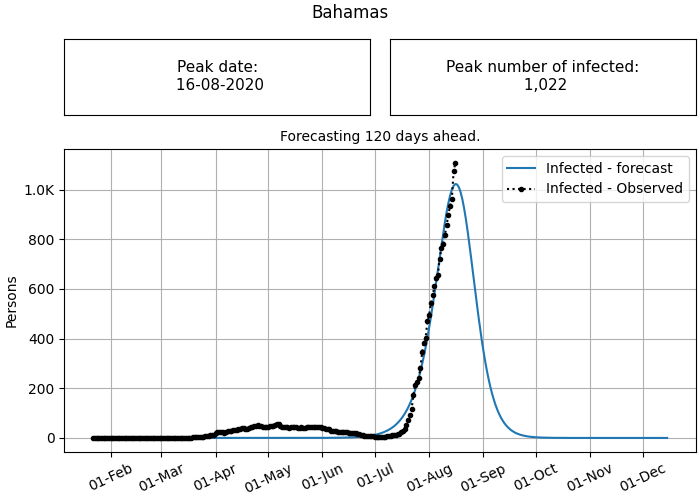 Bahamas
Peak date:
16-08-2020
Peak number of infected:
1,022
Forecasting 120 days ahead.
Infected - forecast
Infected - Observed
Persons
1.0K
800
600
400
200
0
01-Feb
01-Mar
01-Apr
01-May
01-Jun
01-Jul
01-Aug
01-Sep
01-Oct
01-Nov
01-Dec